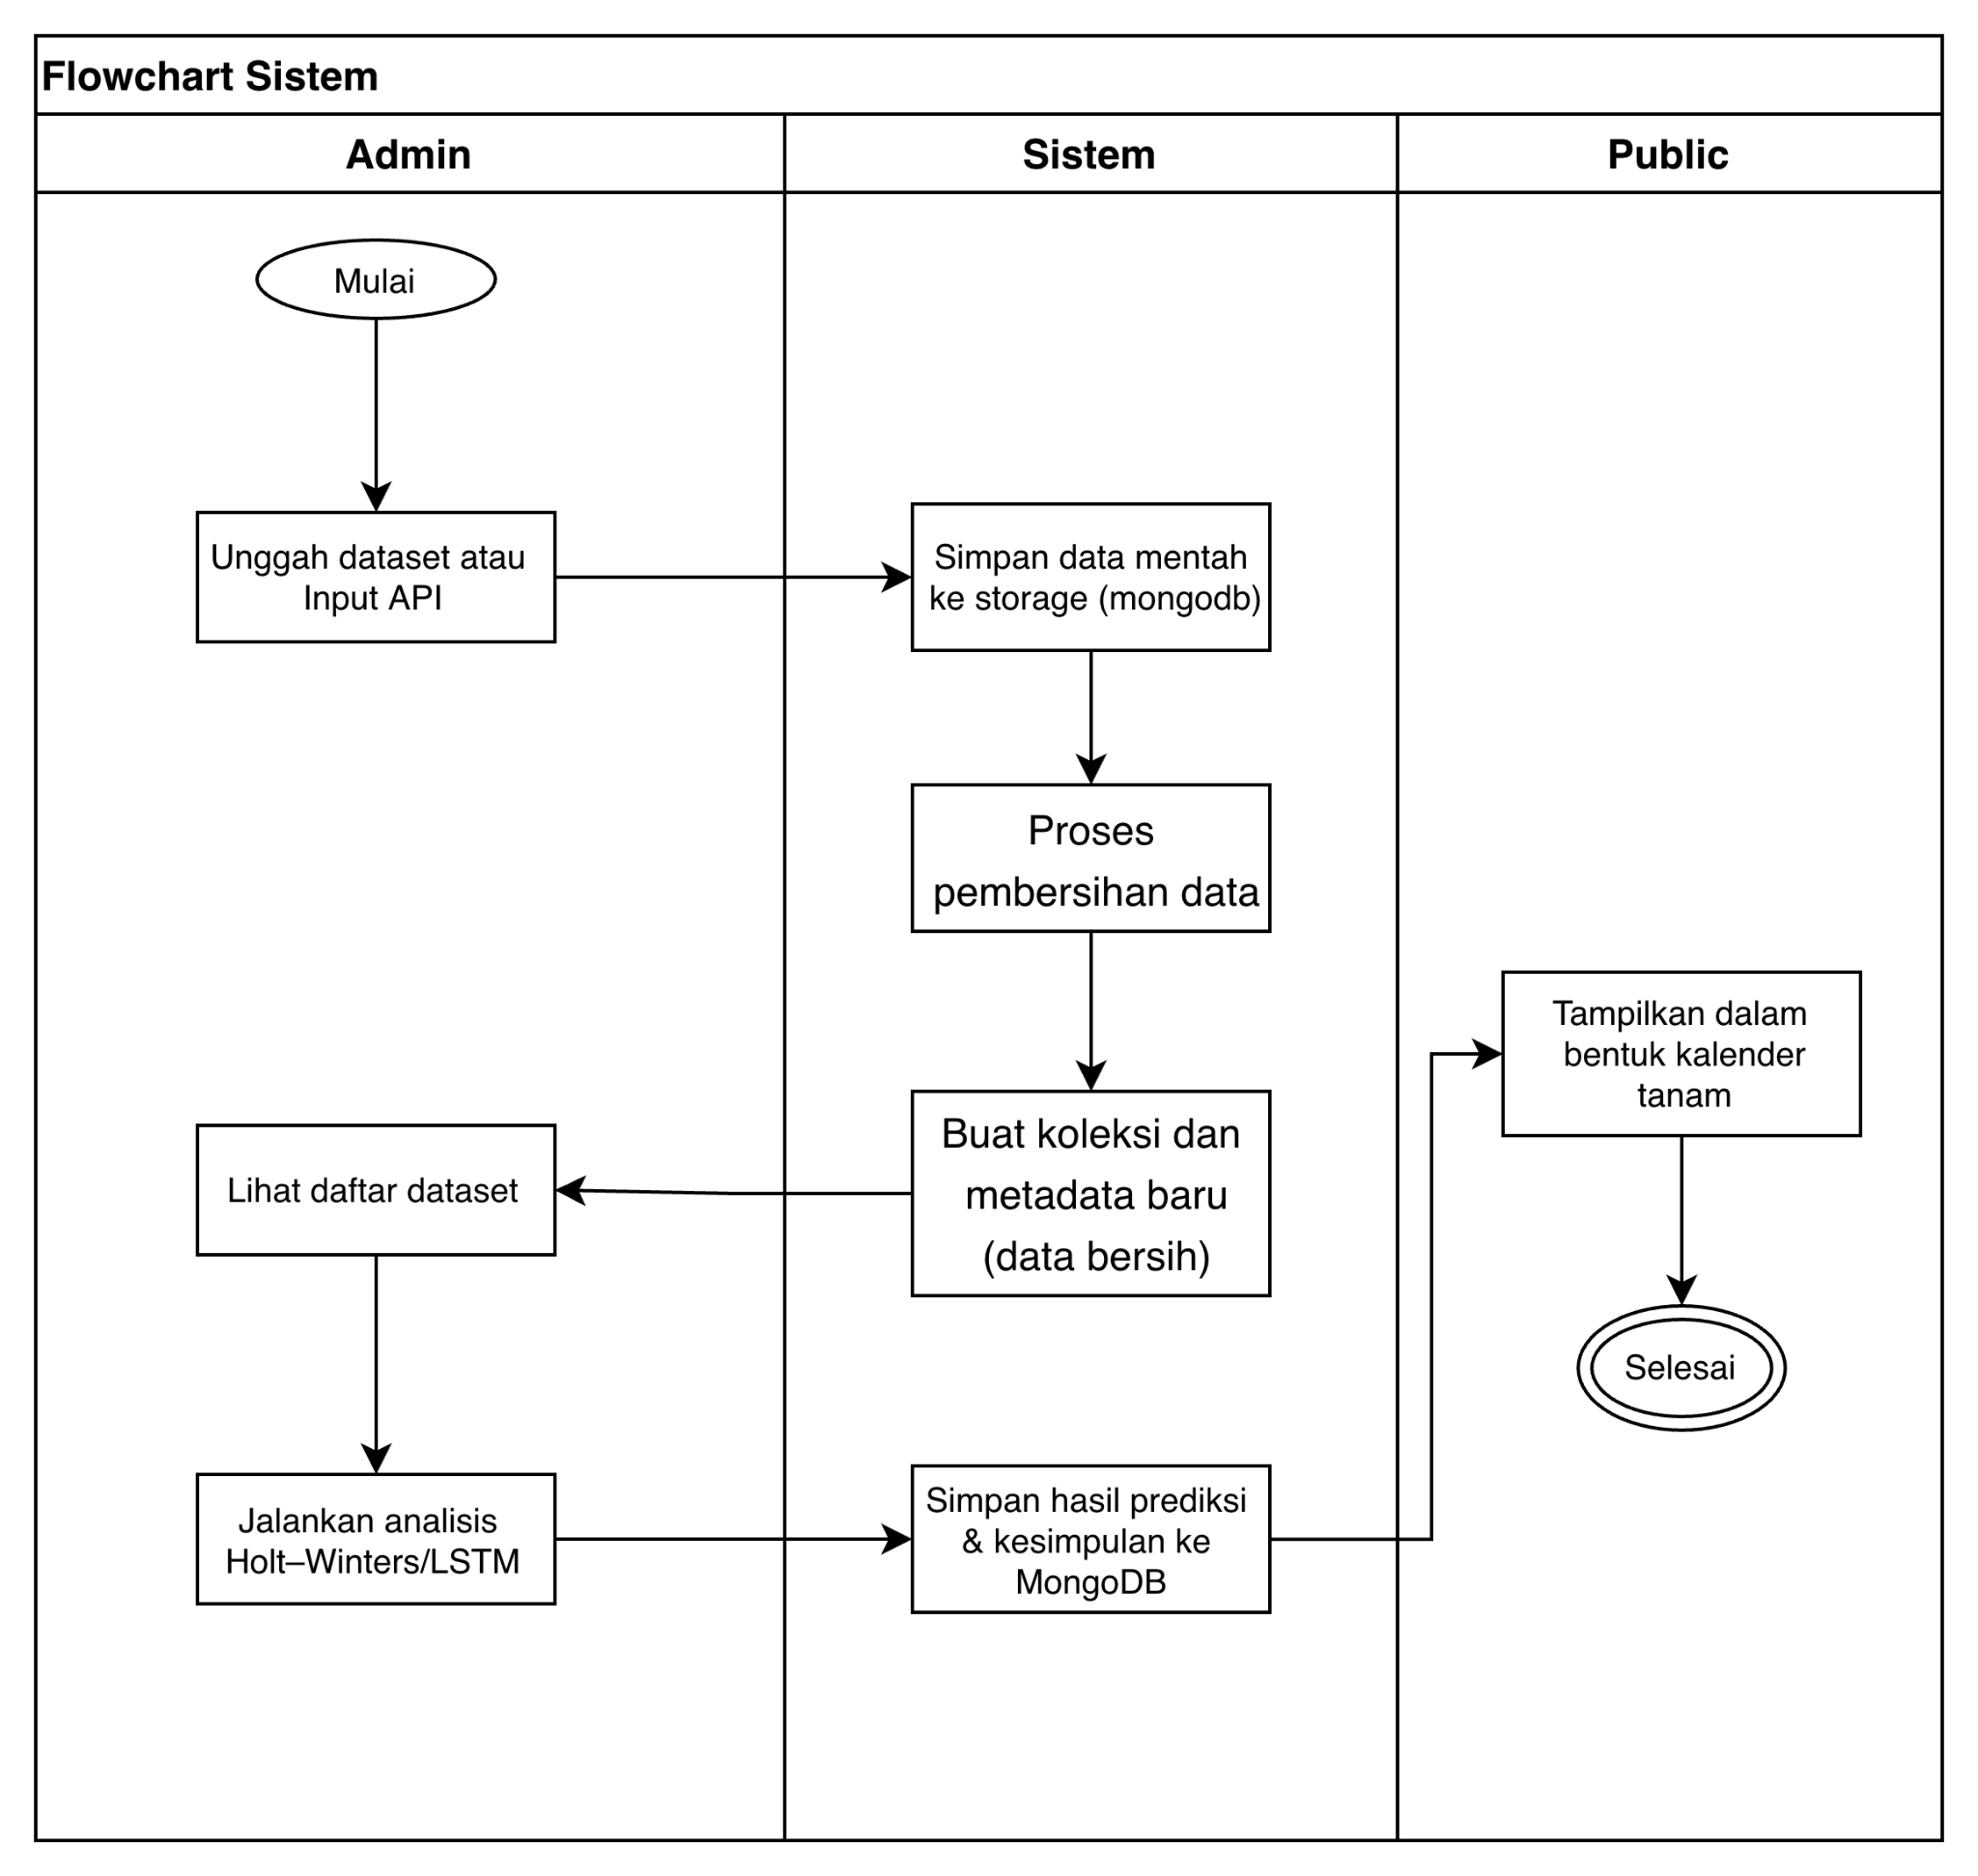 Flowchart Sistem
Admin
Sistem
Public
Mulai
Unggah dataset atau
Input API
Simpan data mentah
ke storage (mongodb)
Proses
pembersihan data
Buat koleksi dan
metadata baru
(data bersih)
Lihat daftar dataset
Jalankan analisis
Holt–Winters/LSTM
Simpan hasil prediksi
& kesimpulan ke
MongoDB
Tampilkan dalam
bentuk kalender
tanam
Selesai